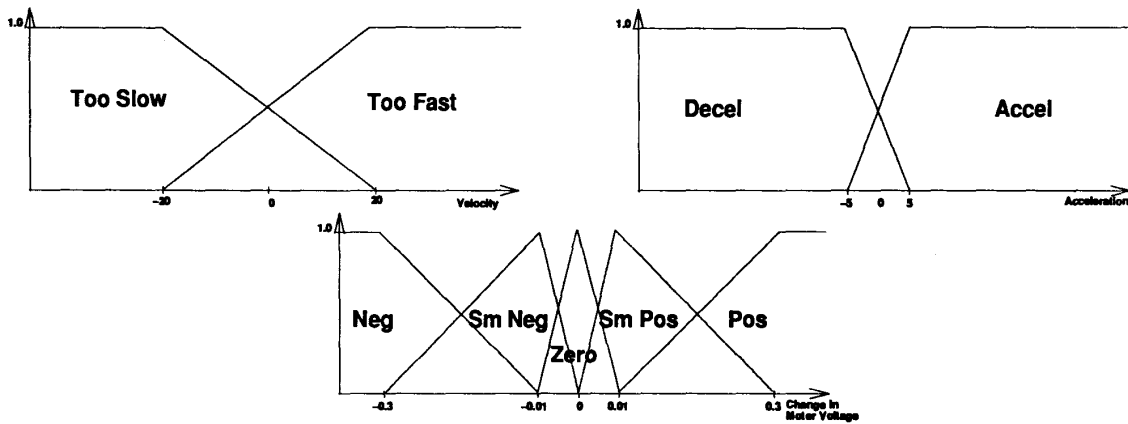 1.0
Too Slow
Too Fast
-20
0
20
Velocity
1.0
Decel
Accel
-5
0
5
Acceleration
1.0
Neg
Sm Neg
Zero
Sm Pos
Pos
-0.3
-0.01
0
0.01
0.3
Change in
Motor Voltage